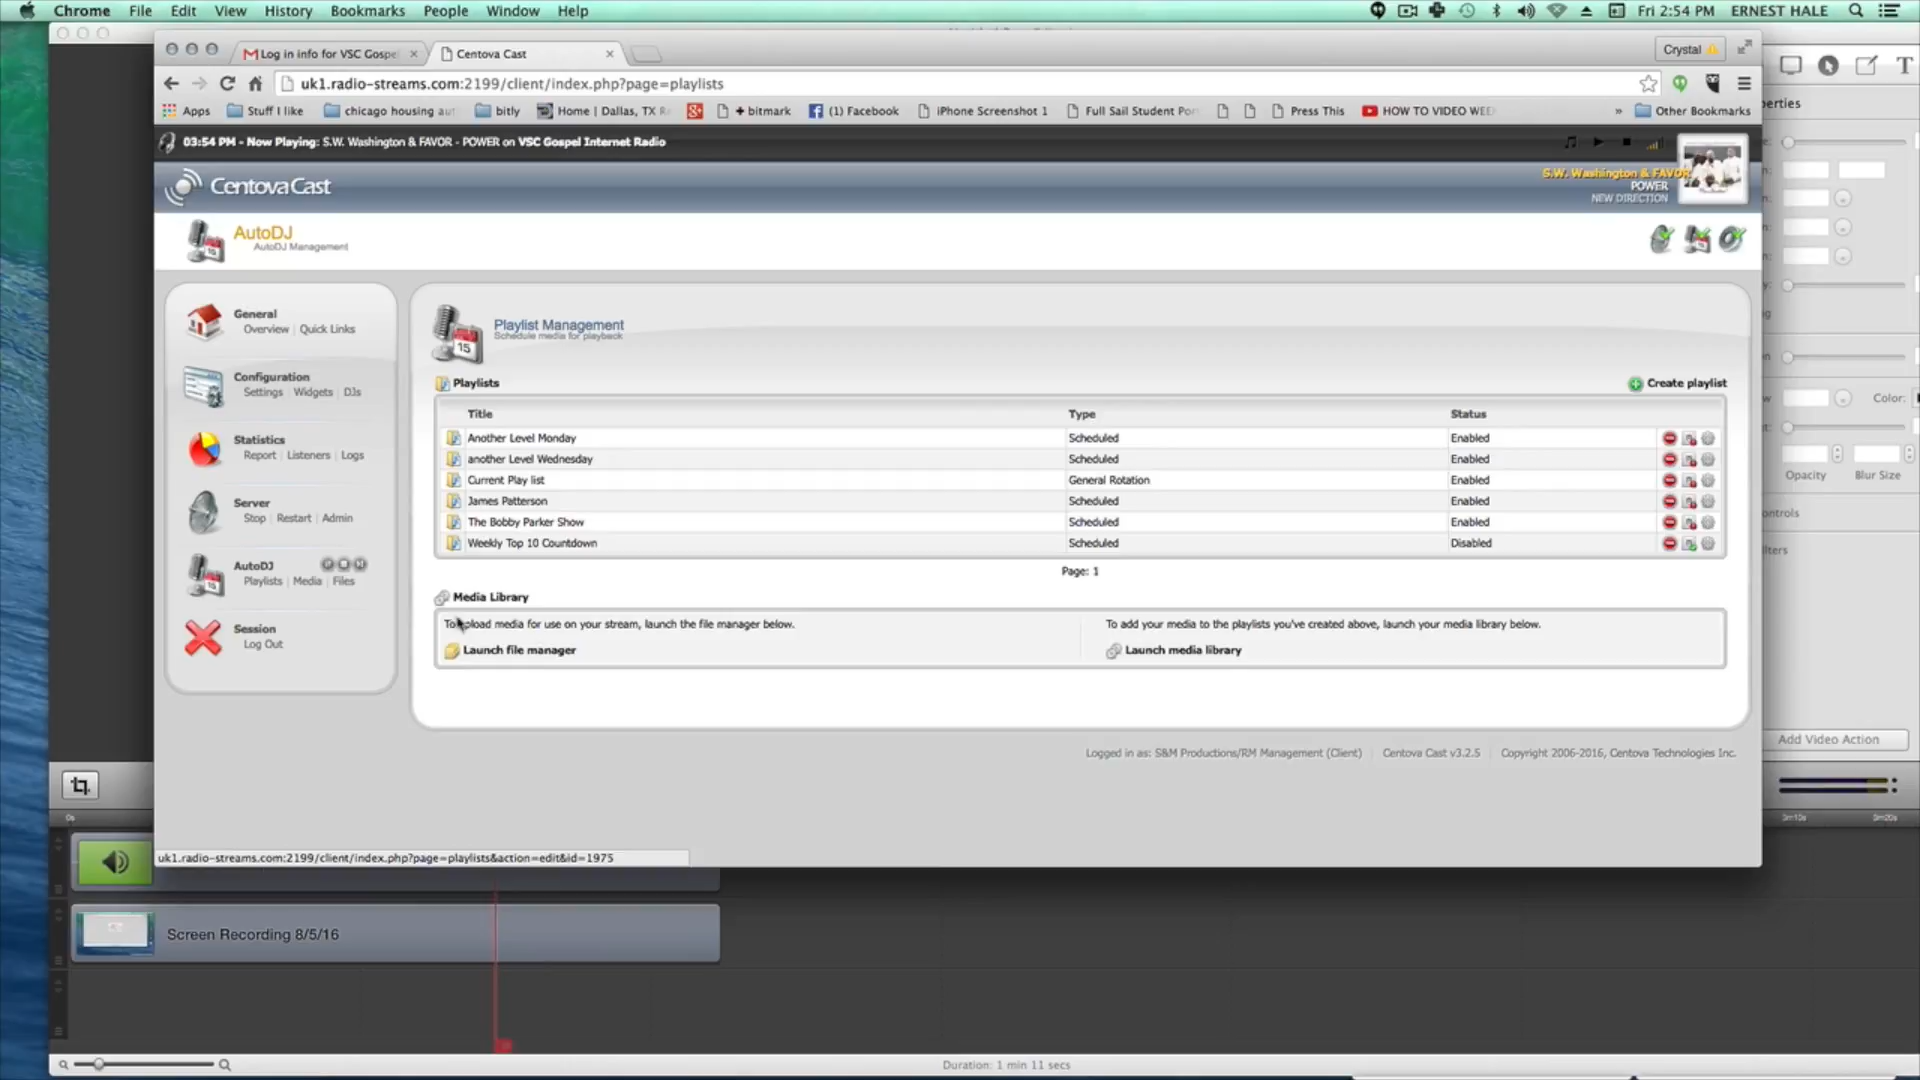 Chrome File Edit View History Bookmarks People Window Help Fri 2:54 PM ERNEST HALE
Log in info for VSC Gospel Centova Cast Crystal
uk1.radio-streams.com:2199/client/index.php?page=playlists
Apps Stuff I like chicago housing aut bitly Home | Dallas, TX Re + bitmark (1) Facebook iPhone Screenshot 1 Full Sail Student Por Press This HOW TO VIDEO WEE » Other Bookmarks
03:54 PM - Now Playing: S.W. Washington & FAVOR - POWER on VSC Gospel Internet Radio
CentovaCast
S.W. Washington & FAVOR
POWER
NEW DIRECTION
AutoDJ
AutoDJ Management
General
Overview | Quick Links
Configuration
Settings | Widgets | DJs
Statistics
Report | Listeners | Logs
Server
Stop | Restart | Admin
AutoDJ
Playlists | Media | Files
Session
Log Out
15
Playlist Management
Schedule media for playback
Playlists Create playlist
Title Type Status
Another Level Monday Scheduled Enabled
another Level Wednesday Scheduled Enabled
Current Play list General Rotation Enabled
James Patterson Scheduled Enabled
The Bobby Parker Show Scheduled Enabled
Weekly Top 10 Countdown Scheduled Disabled
Page: 1
Media Library
To upload media for use on your stream, launch the file manager below.
Launch file manager
To add your media to the playlists you've created above, launch your media library below.
Launch media library
Logged in as: S&M Productions/RM Management (Client) | Centova Cast v3.2.5 | Copyright 2006-2016, Centova Technologies Inc.
uk1.radio-streams.com:2199/client/index.php?page=playlists&action=edit&id=1975
perties
Color:
Opacity Blur Size
ontrols
lters
Add Video Action
0s
0m10s 0m20s
Screen Recording 8/5/16
Duration: 1 min 11 secs